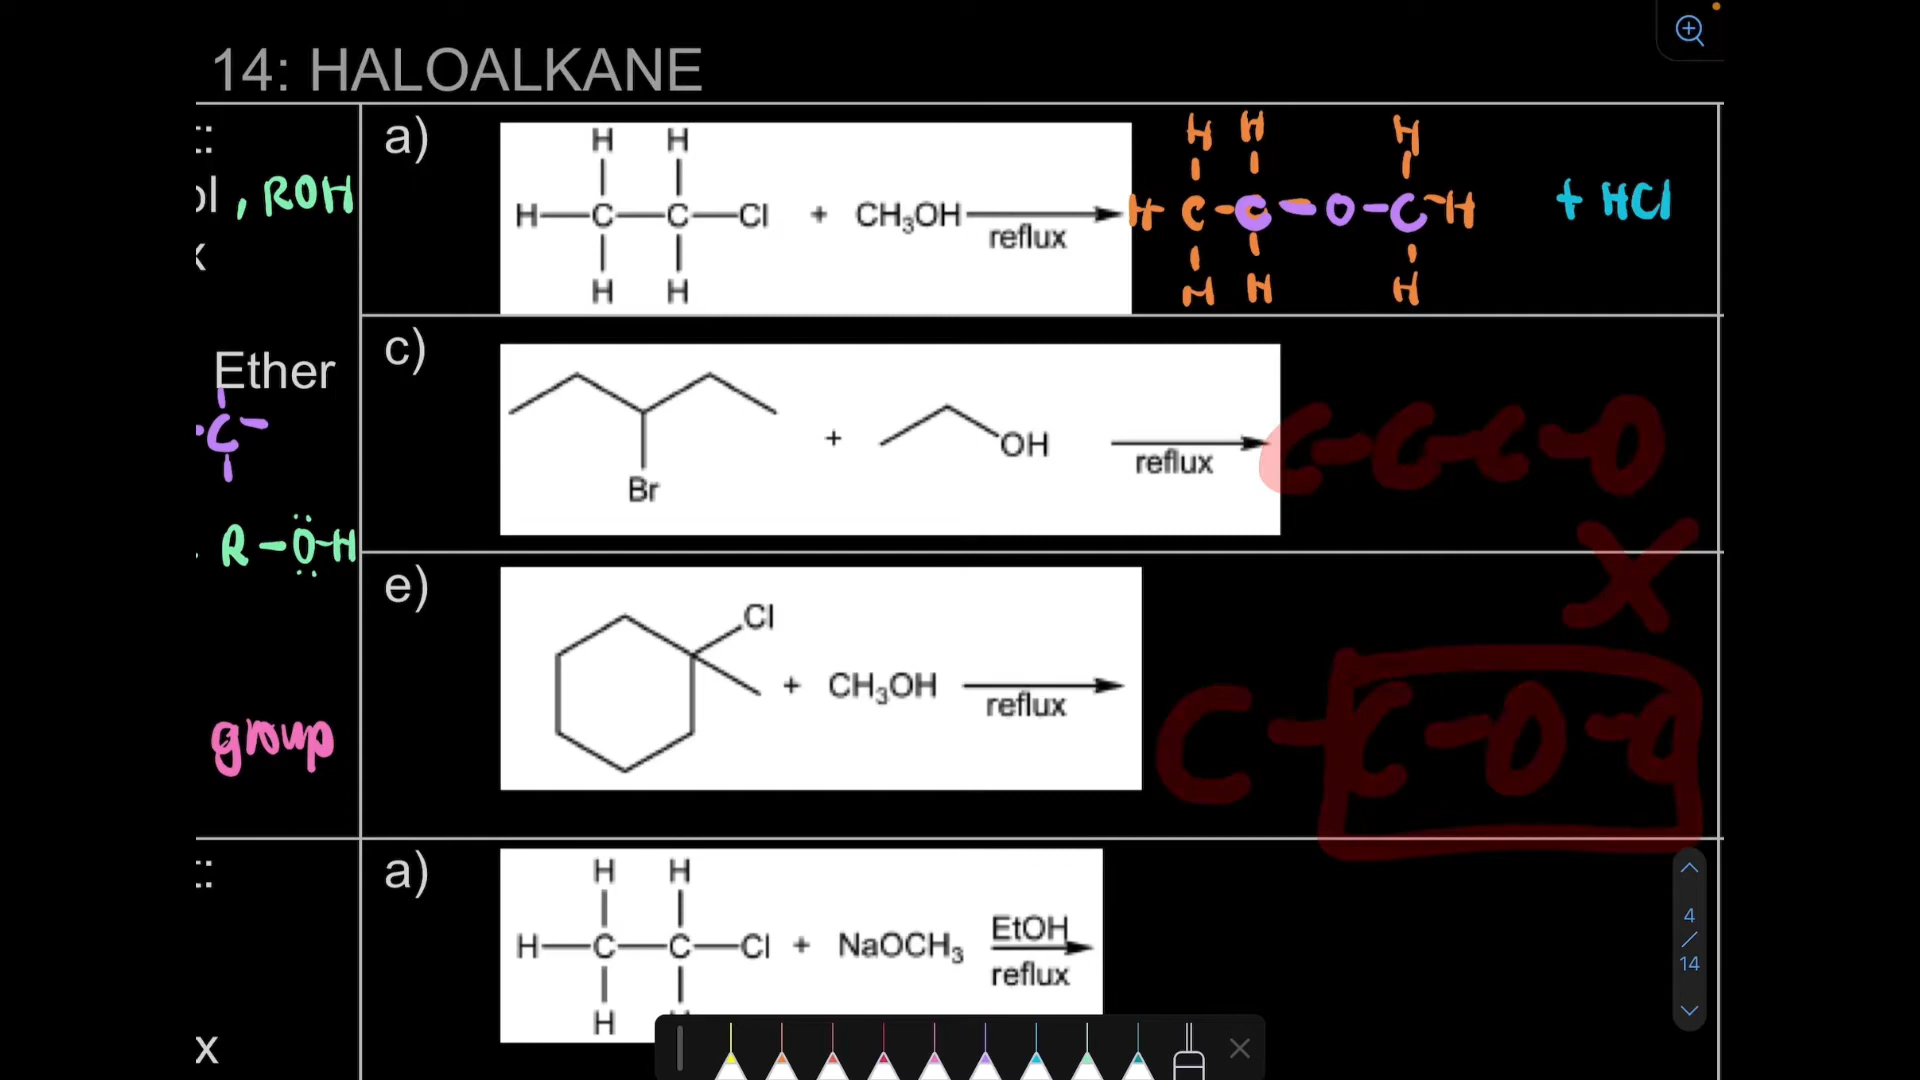 14: HALOALKANE
ol , ROH
x
Ether
C
R-O-H
group
x
a)
H H
H C C Cl + CH3OH
reflux
H H
H H H
H C-C-O-C-H + HCl
H H H
c)
Br
+
OH
reflux
C-C-C-O
X
e)
Cl
+ CH3OH
reflux
C-C-O-C
a)
H H
H C C Cl + NaOCH3
EtOH
reflux
H
4
/
14